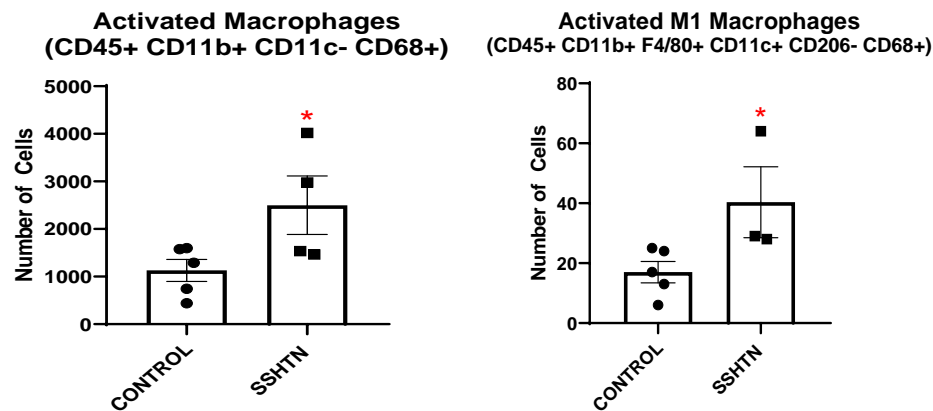 Activated Macrophages
(CD45+ CD11b+ CD11c- CD68+)
Number of Cells
5000
4000
3000
2000
1000
0
*
CONTROL
SSHTN
Activated M1 Macrophages
(CD45+ CD11b+ F4/80+ CD11c+ CD206- CD68+)
Number of Cells
80
60
40
20
0
*
CONTROL
SSHTN